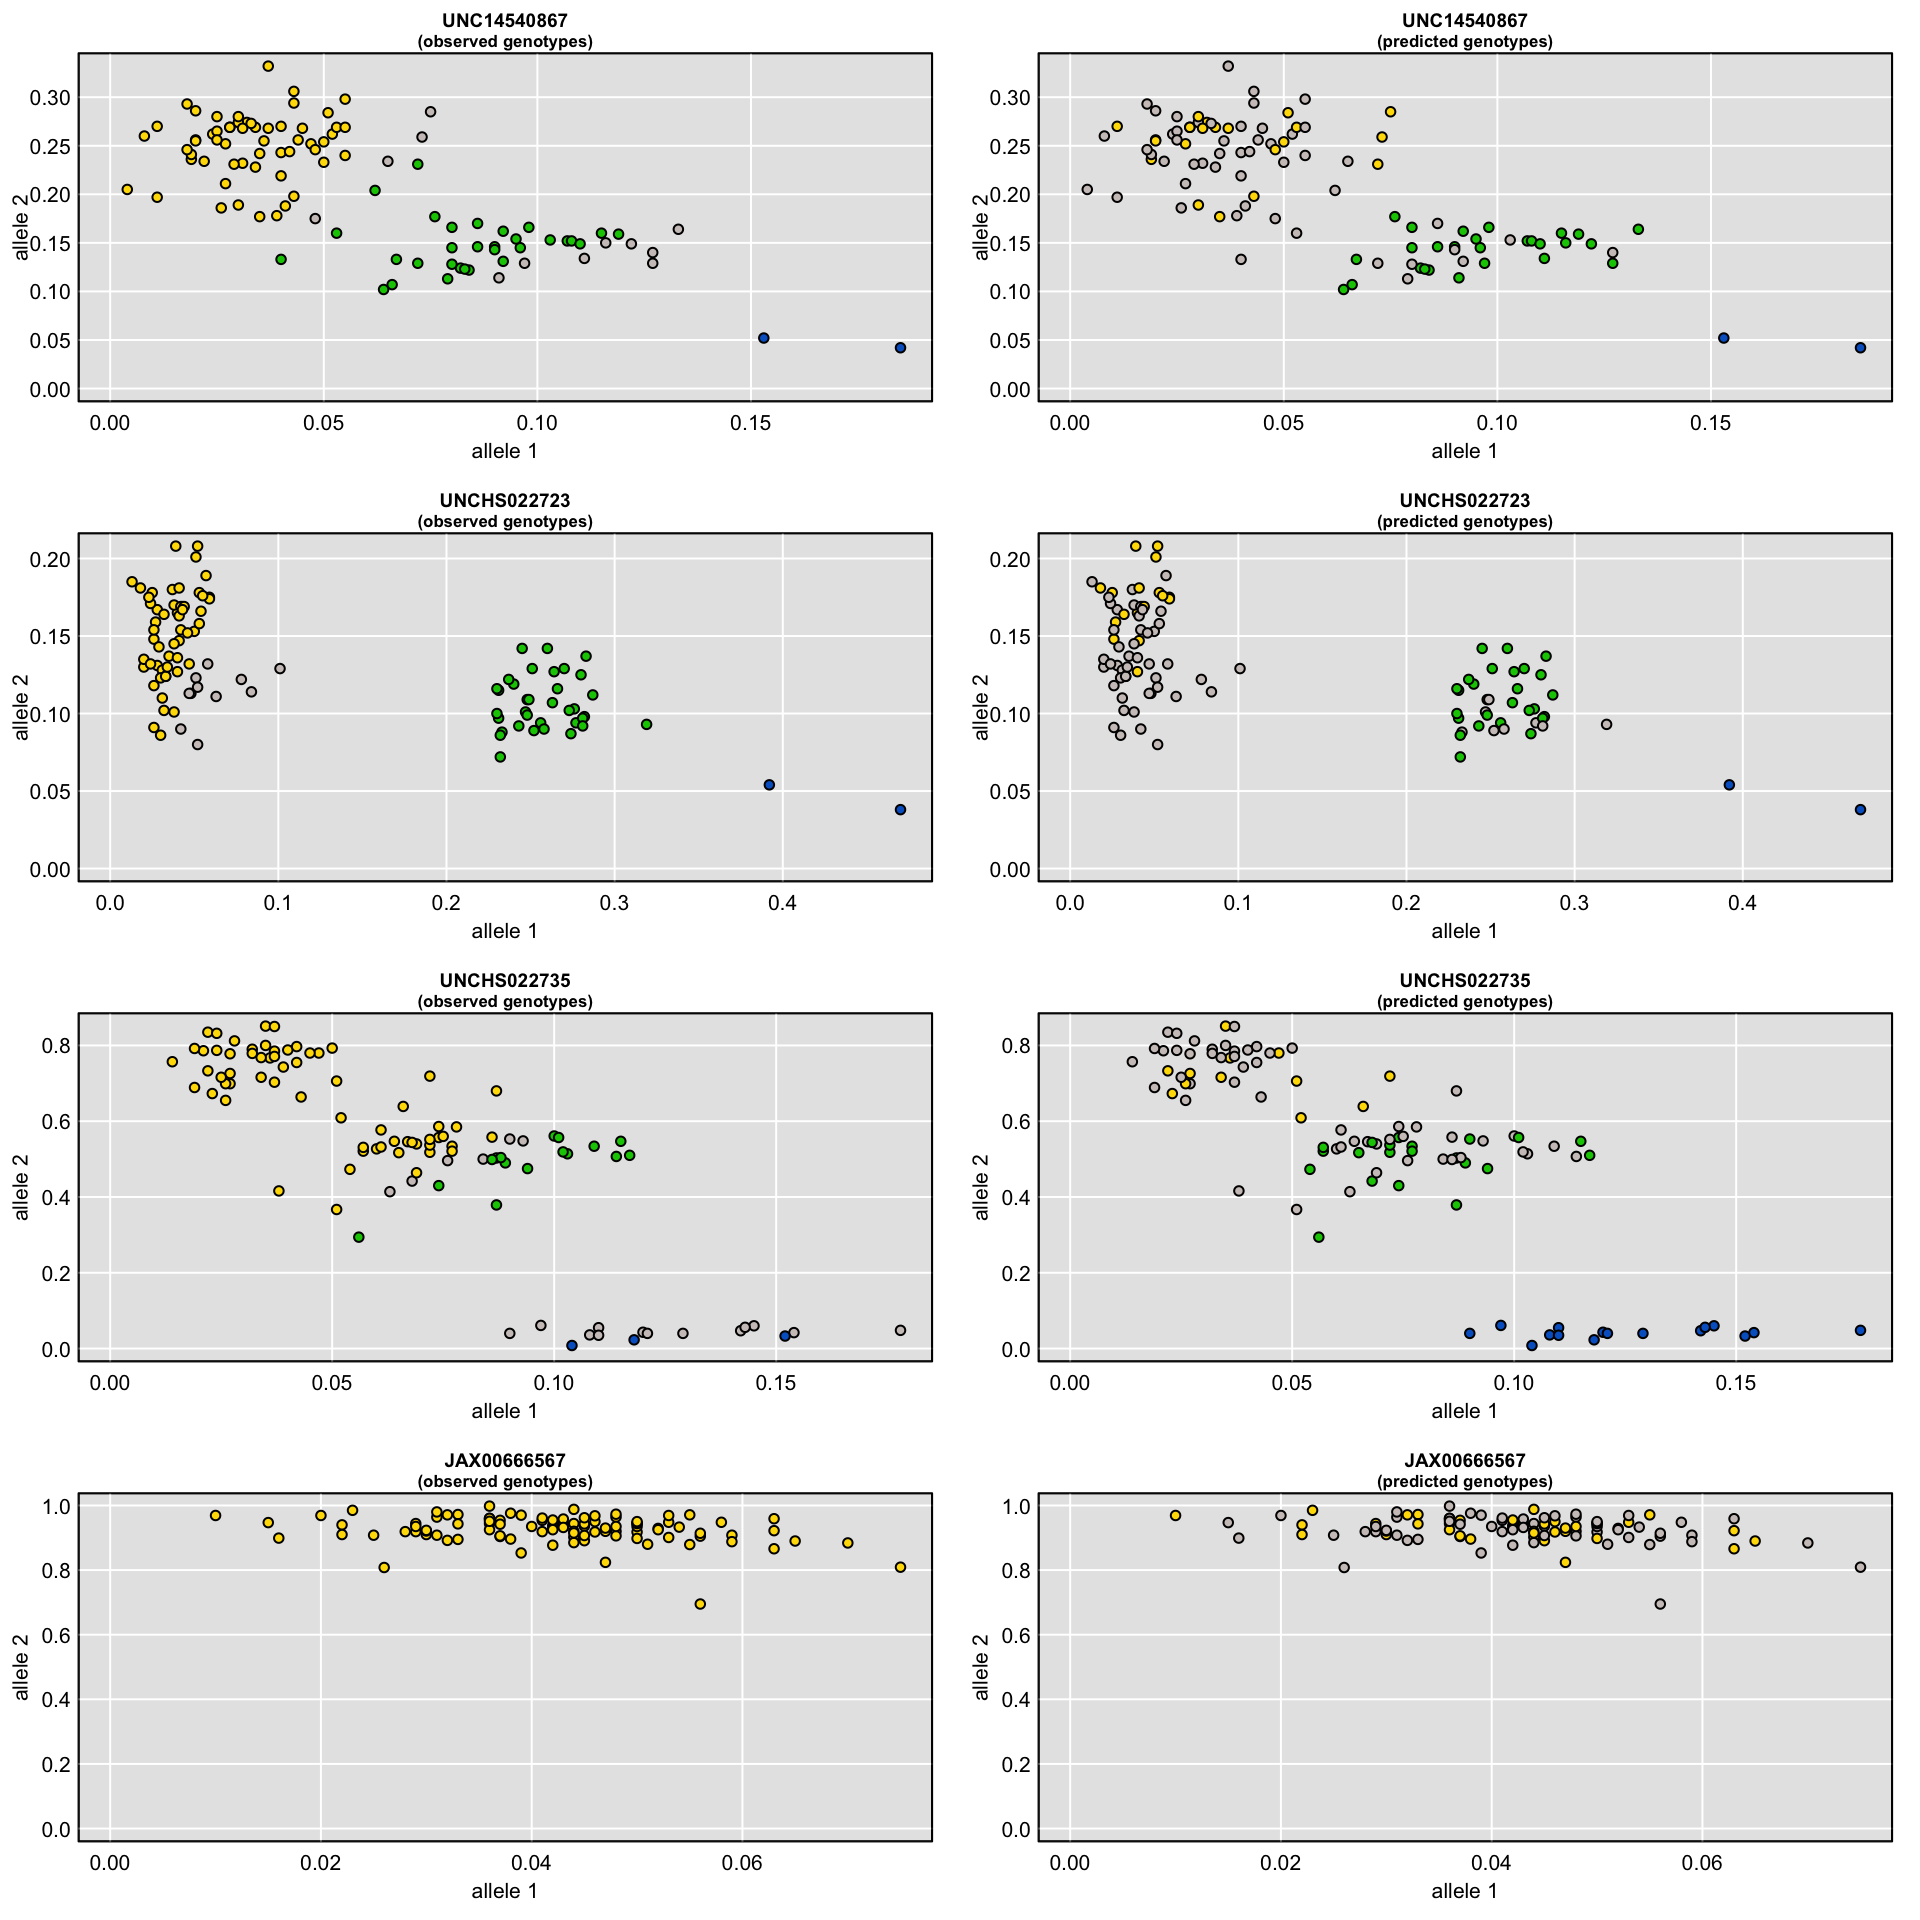 UNC14540867
(observed genotypes)
allele 2
0.30
0.25
0.20
0.15
0.10
0.05
0.00
0.00 0.05 0.10 0.15
allele 1
UNC14540867
(predicted genotypes)
allele 2
0.30
0.25
0.20
0.15
0.10
0.05
0.00
0.00 0.05 0.10 0.15
allele 1
UNCHS022723
(observed genotypes)
allele 2
0.20
0.15
0.10
0.05
0.00
0.0 0.1 0.2 0.3 0.4
allele 1
UNCHS022723
(predicted genotypes)
allele 2
0.20
0.15
0.10
0.05
0.00
0.0 0.1 0.2 0.3 0.4
allele 1
UNCHS022735
(observed genotypes)
allele 2
0.8
0.6
0.4
0.2
0.0
0.00 0.05 0.10 0.15
allele 1
UNCHS022735
(predicted genotypes)
allele 2
0.8
0.6
0.4
0.2
0.0
0.00 0.05 0.10 0.15
allele 1
JAX00666567
(observed genotypes)
allele 2
1.0
0.8
0.6
0.4
0.2
0.0
0.00 0.02 0.04 0.06
allele 1
JAX00666567
(predicted genotypes)
allele 2
1.0
0.8
0.6
0.4
0.2
0.0
0.00 0.02 0.04 0.06
allele 1